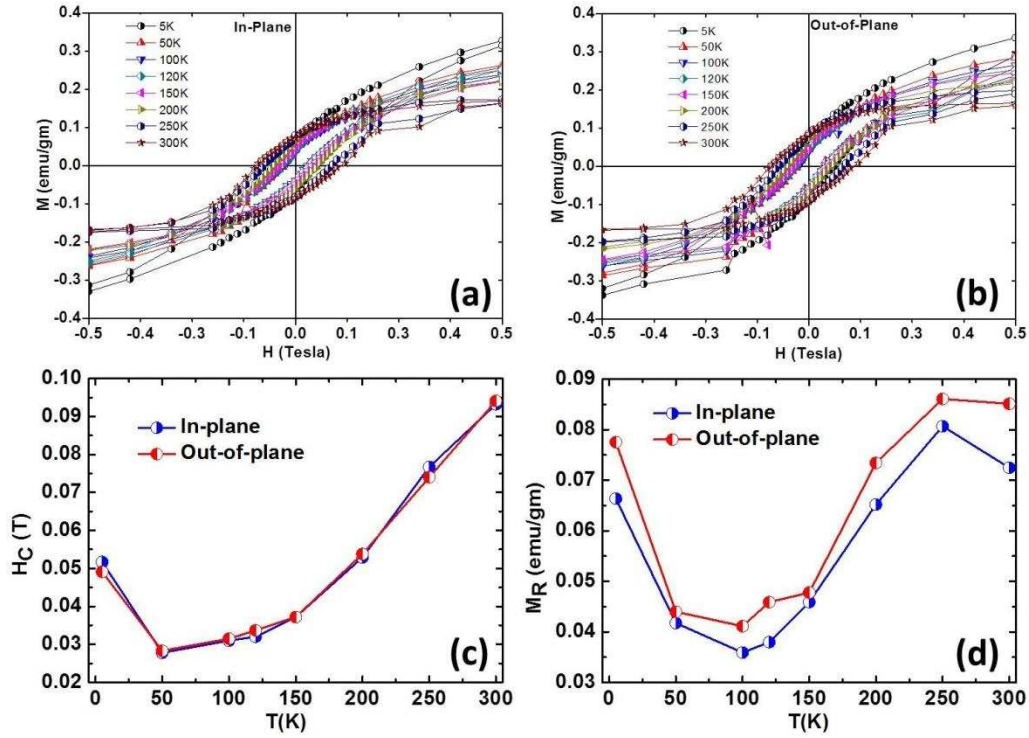 In-Plane
5K
50K
100K
120K
150K
200K
250K
300K
M (emu/gm)
0.4
0.3
0.2
0.1
0.0
-0.1
-0.2
-0.3
-0.4
-0.5 -0.4 -0.3 -0.2 -0.1 0.0 0.1 0.2 0.3 0.4 0.5
H (Tesla)
(a)
Out-of-Plane
5K
50K
100K
120K
150K
200K
250K
300K
M (emu/gm)
0.4
0.3
0.2
0.1
0.0
-0.1
-0.2
-0.3
-0.4
-0.5 -0.4 -0.3 -0.2 -0.1 0.0 0.1 0.2 0.3 0.4 0.5
H (Tesla)
(b)
In-plane
Out-of-plane
H_C (T)
0.10
0.09
0.08
0.07
0.06
0.05
0.04
0.03
0.02
0 50 100 150 200 250 300
T(K)
(c)
In-plane
Out-of-plane
M_R (emu/gm)
0.09
0.08
0.07
0.06
0.05
0.04
0.03
0 50 100 150 200 250 300
T(K)
(d)